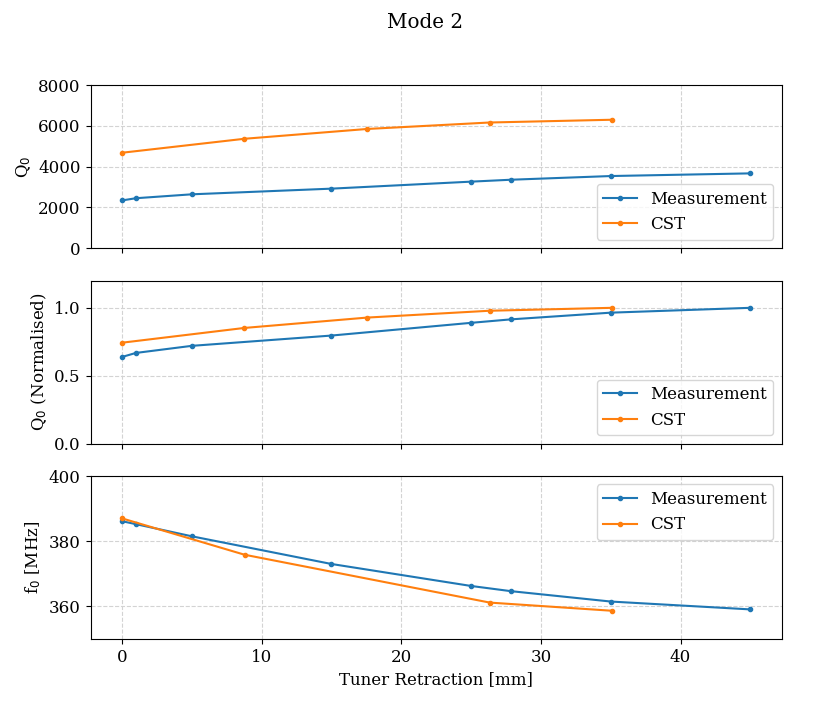 Mode 2
8000
6000
4000
2000
0
Q₀
Measurement
CST
1.0
0.5
0.0
Q₀ (Normalised)
Measurement
CST
400
380
360
f₀ [MHz]
Measurement
CST
0 10 20 30 40
Tuner Retraction [mm]